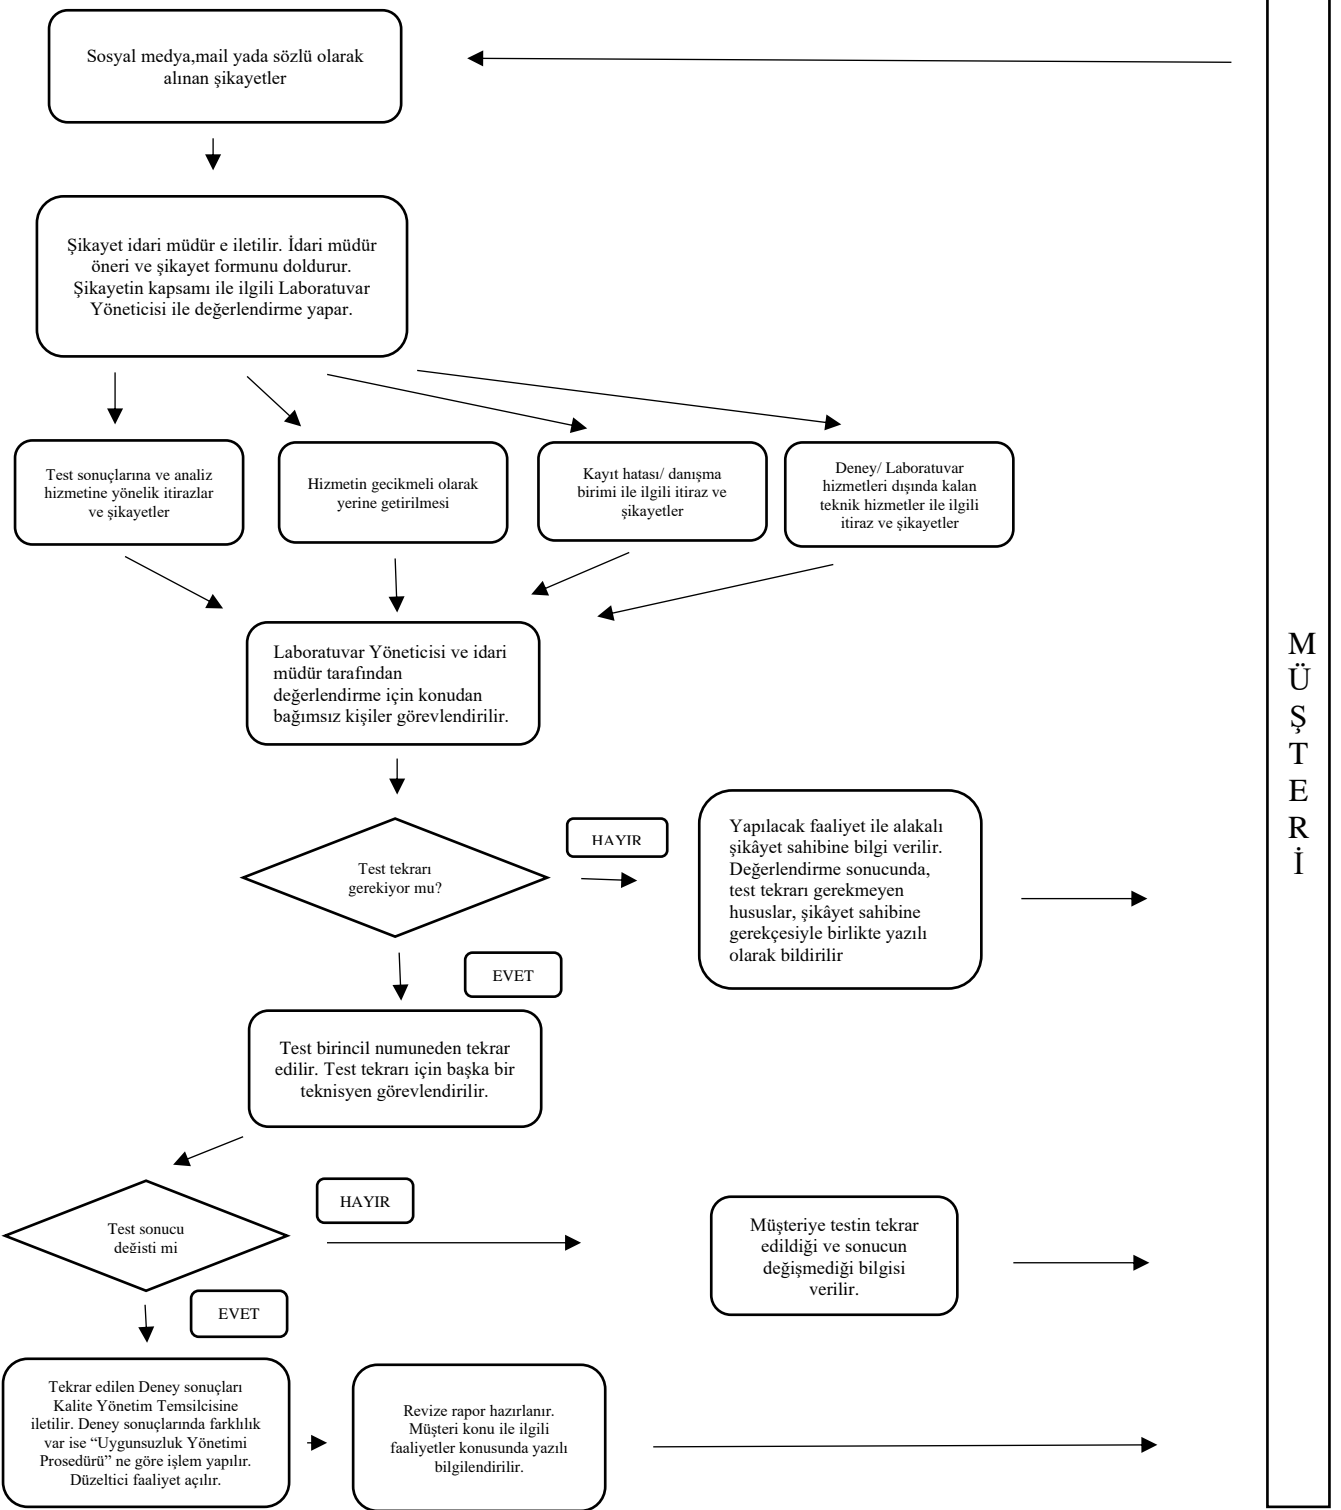 Sosyal medya,mail yada sözlü olarak
alınan şikayetler
Şikayet idari müdür e iletilir. İdari müdür
öneri ve şikayet formunu doldurur.
Şikayetin kapsamı ile ilgili Laboratuvar
Yöneticisi ile değerlendirme yapar.
Test sonuçlarına ve analiz
hizmetine yönelik itirazlar
ve şikayetler
Hizmetin gecikmeli olarak
yerine getirilmesi
Kayıt hatası/ danışma
birimi ile ilgili itiraz ve
şikayetler
Deney/ Laboratuvar
hizmetleri dışında kalan
teknik hizmetler ile ilgili
itiraz ve şikayetler
Laboratuvar Yöneticisi ve idari
müdür tarafından
değerlendirme için konudan
bağımsız kişiler görevlendirilir.
Test tekrarı
gerekiyor mu?
HAYIR
Yapılacak faaliyet ile alakalı
şikâyet sahibine bilgi verilir.
Değerlendirme sonucunda,
test tekrarı gerekmeyen
hususlar, şikâyet sahibine
gerekçesiyle birlikte yazılı
olarak bildirilir
EVET
Test birincil numuneden tekrar
edilir. Test tekrarı için başka bir
teknisyen görevlendirilir.
Test sonucu
değişti mi
HAYIR
Müşteriye testin tekrar
edildiği ve sonucun
değişmediği bilgisi
verilir.
EVET
Tekrar edilen Deney sonuçları
Kalite Yönetim Temsilcisine
iletilir. Deney sonuçlarında farklılık
var ise “Uygunsuzluk Yönetimi
Prosedürü” ne göre işlem yapılır.
Düzeltici faaliyet açılır.
Revize rapor hazırlanır.
Müşteri konu ile ilgili
faaliyetler konusunda yazılı
bilgilendirilir.
M
Ü
Ş
T
E
R
İ